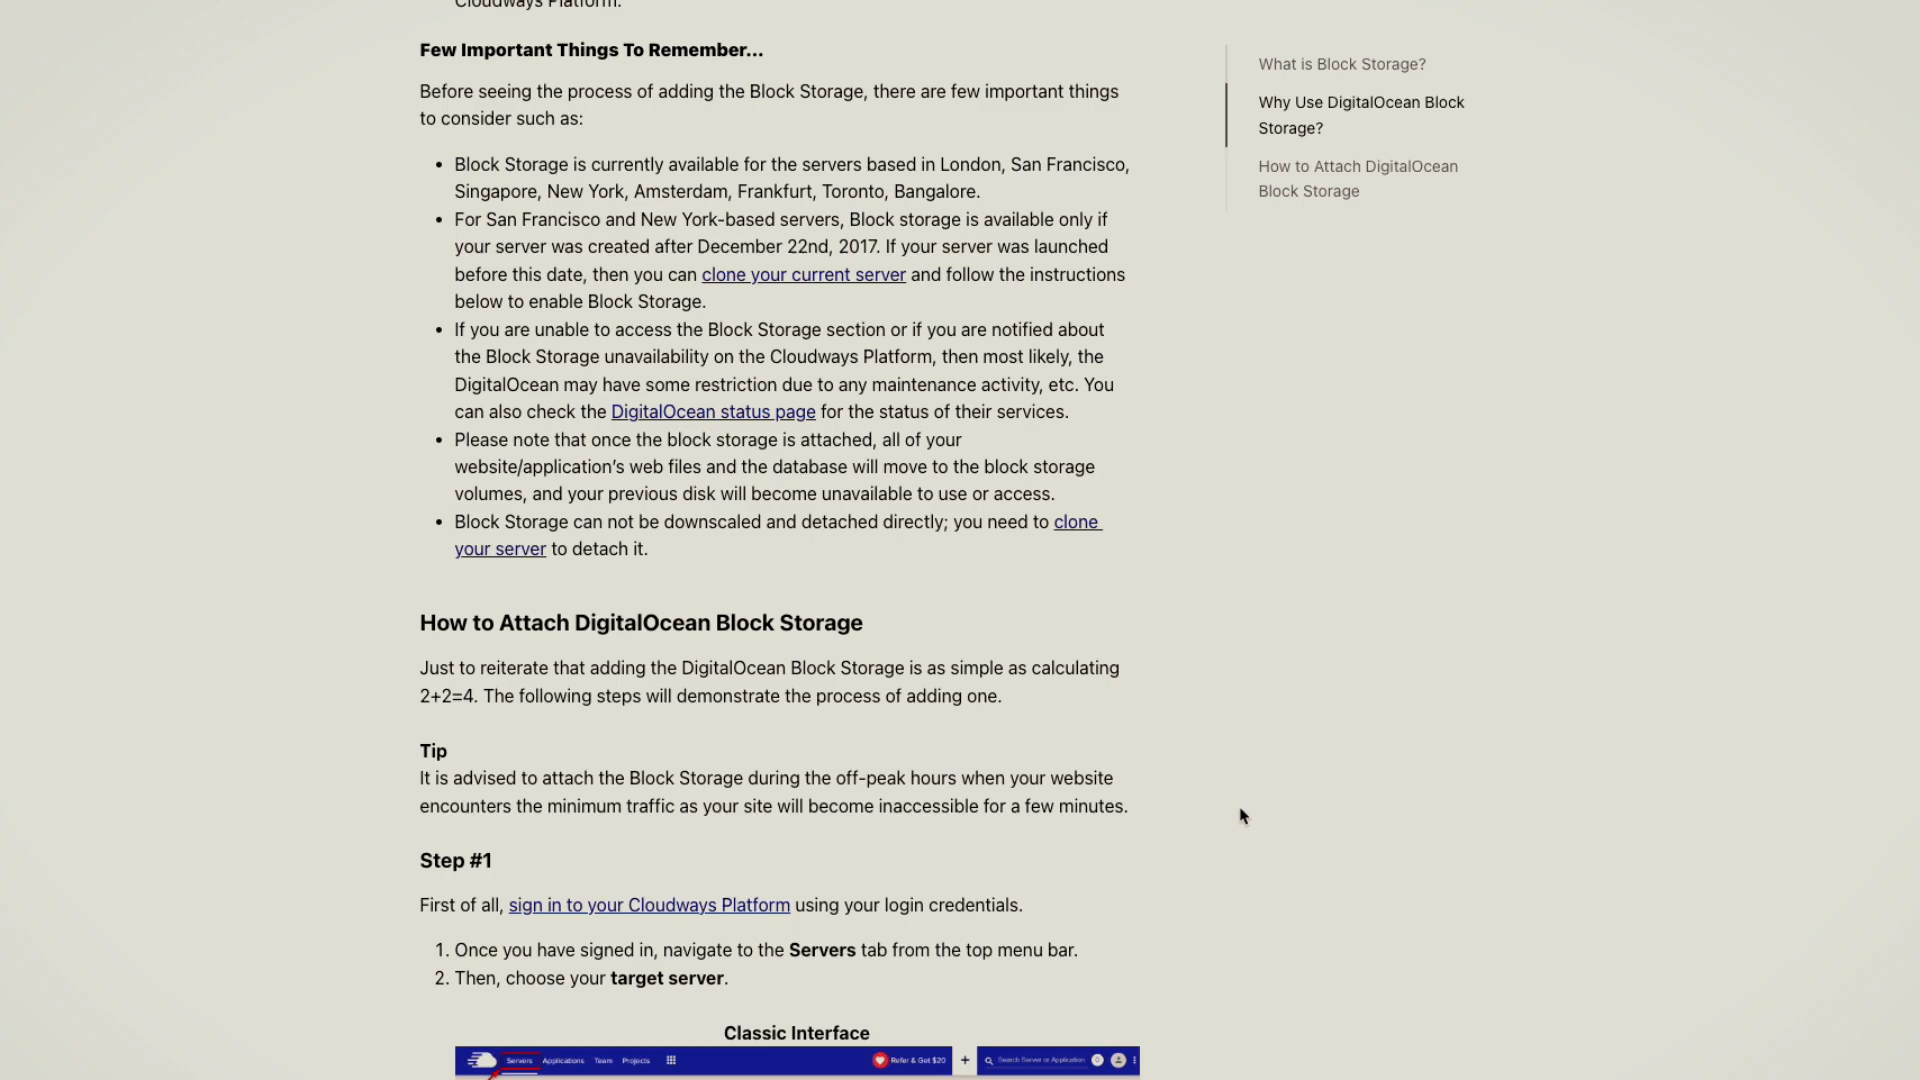 Cloudways Platform.
Few Important Things To Remember...
Before seeing the process of adding the Block Storage, there are few important things
to consider such as:
• Block Storage is currently available for the servers based in London, San Francisco,
Singapore, New York, Amsterdam, Frankfurt, Toronto, Bangalore.
• For San Francisco and New York-based servers, Block storage is available only if
your server was created after December 22nd, 2017. If your server was launched
before this date, then you can clone your current server and follow the instructions
below to enable Block Storage.
• If you are unable to access the Block Storage section or if you are notified about
the Block Storage unavailability on the Cloudways Platform, then most likely, the
DigitalOcean may have some restriction due to any maintenance activity, etc. You
can also check the DigitalOcean status page for the status of their services.
• Please note that once the block storage is attached, all of your
website/application’s web files and the database will move to the block storage
volumes, and your previous disk will become unavailable to use or access.
• Block Storage can not be downscaled and detached directly; you need to clone
your server to detach it.
How to Attach DigitalOcean Block Storage
Just to reiterate that adding the DigitalOcean Block Storage is as simple as calculating
2+2=4. The following steps will demonstrate the process of adding one.
Tip
It is advised to attach the Block Storage during the off-peak hours when your website
encounters the minimum traffic as your site will become inaccessible for a few minutes.
Step #1
First of all, sign in to your Cloudways Platform using your login credentials.
1. Once you have signed in, navigate to the Servers tab from the top menu bar.
2. Then, choose your target server.
Classic Interface
Servers Applications Team Projects Refer & Get $20 + Search Server or Application 0
What is Block Storage?
Why Use DigitalOcean Block
Storage?
How to Attach DigitalOcean
Block Storage